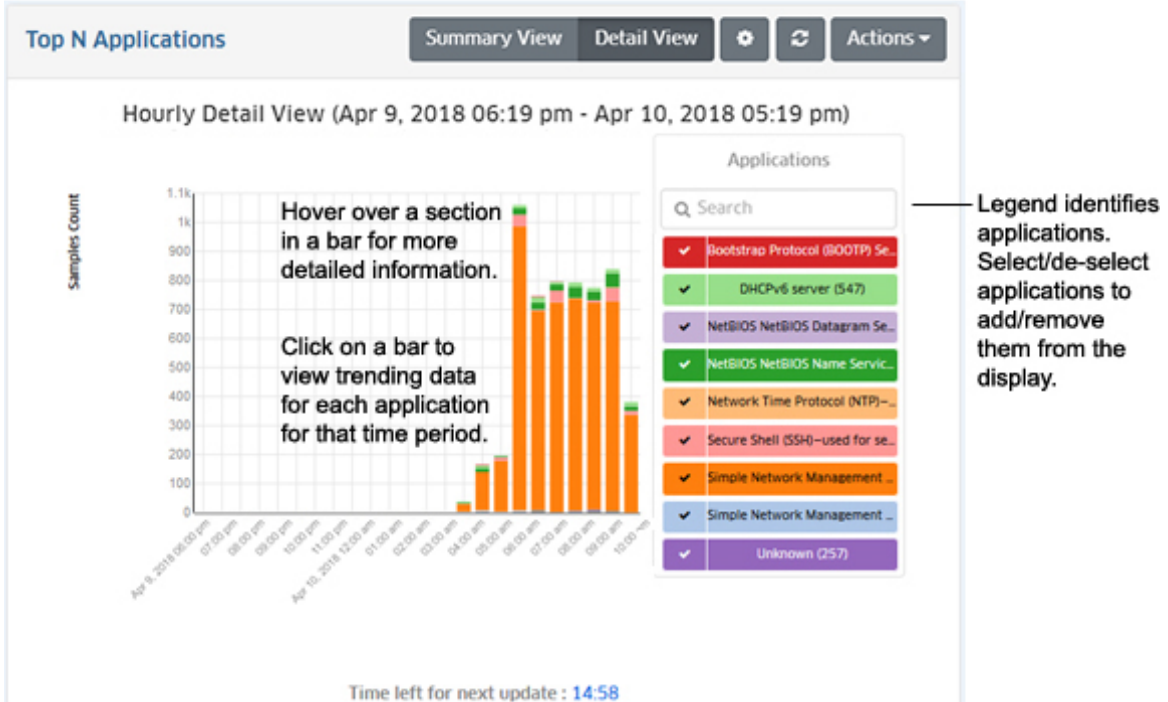 Top N Applications
Summary View
Detail View
Actions
Hourly Detail View (Apr 9, 2018 06:19 pm - Apr 10, 2018 05:19 pm)
Samples Count
1.1k
1k
900
800
700
600
500
400
300
200
100
0
Apr 9, 2018 06:00 pm
07:00 pm
08:00 pm
09:00 pm
10:00 pm
11:00 pm
Apr 10, 2018 12:00 am
01:00 am
02:00 am
03:00 am
04:00 am
05:00 am
06:00 am
07:00 am
08:00 am
09:00 am
10:00
Hover over a section
in a bar for more
detailed information.
Click on a bar to
view trending data
for each application
for that time period.
Applications
Search
Bootstrap Protocol (BOOTP) Se...
DHCPv6 server (547)
NetBIOS NetBIOS Datagram Se...
NetBIOS NetBIOS Name Servic...
Network Time Protocol (NTP)—...
Secure Shell (SSH)—used for se...
Simple Network Management ...
Simple Network Management ...
Unknown (257)
Legend identifies
applications.
Select/de-select
applications to
add/remove
them from the
display.
Time left for next update : 14:58